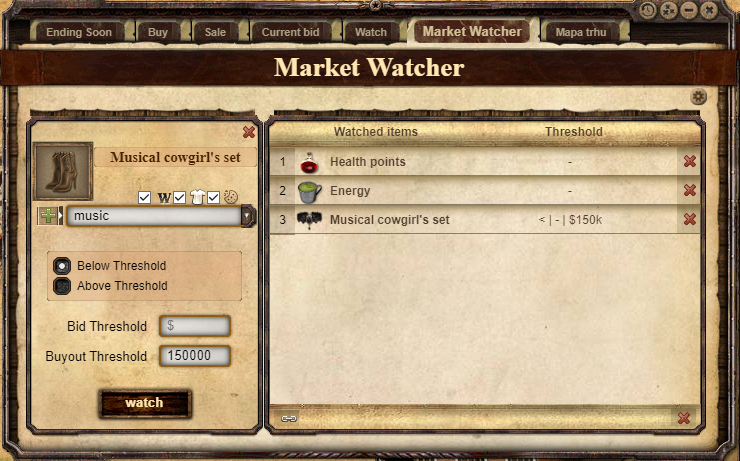 Ending Soon
Buy
Sale
Current bid
Watch
Market Watcher
Mapa trhu
Market Watcher
Musical cowgirl's set
W
music
Below Threshold
Above Threshold
Bid Threshold $
Buyout Threshold 150000
watch
Watched items Threshold
1 Health points -
2 Energy -
3 Musical cowgirl's set < | - | $150k